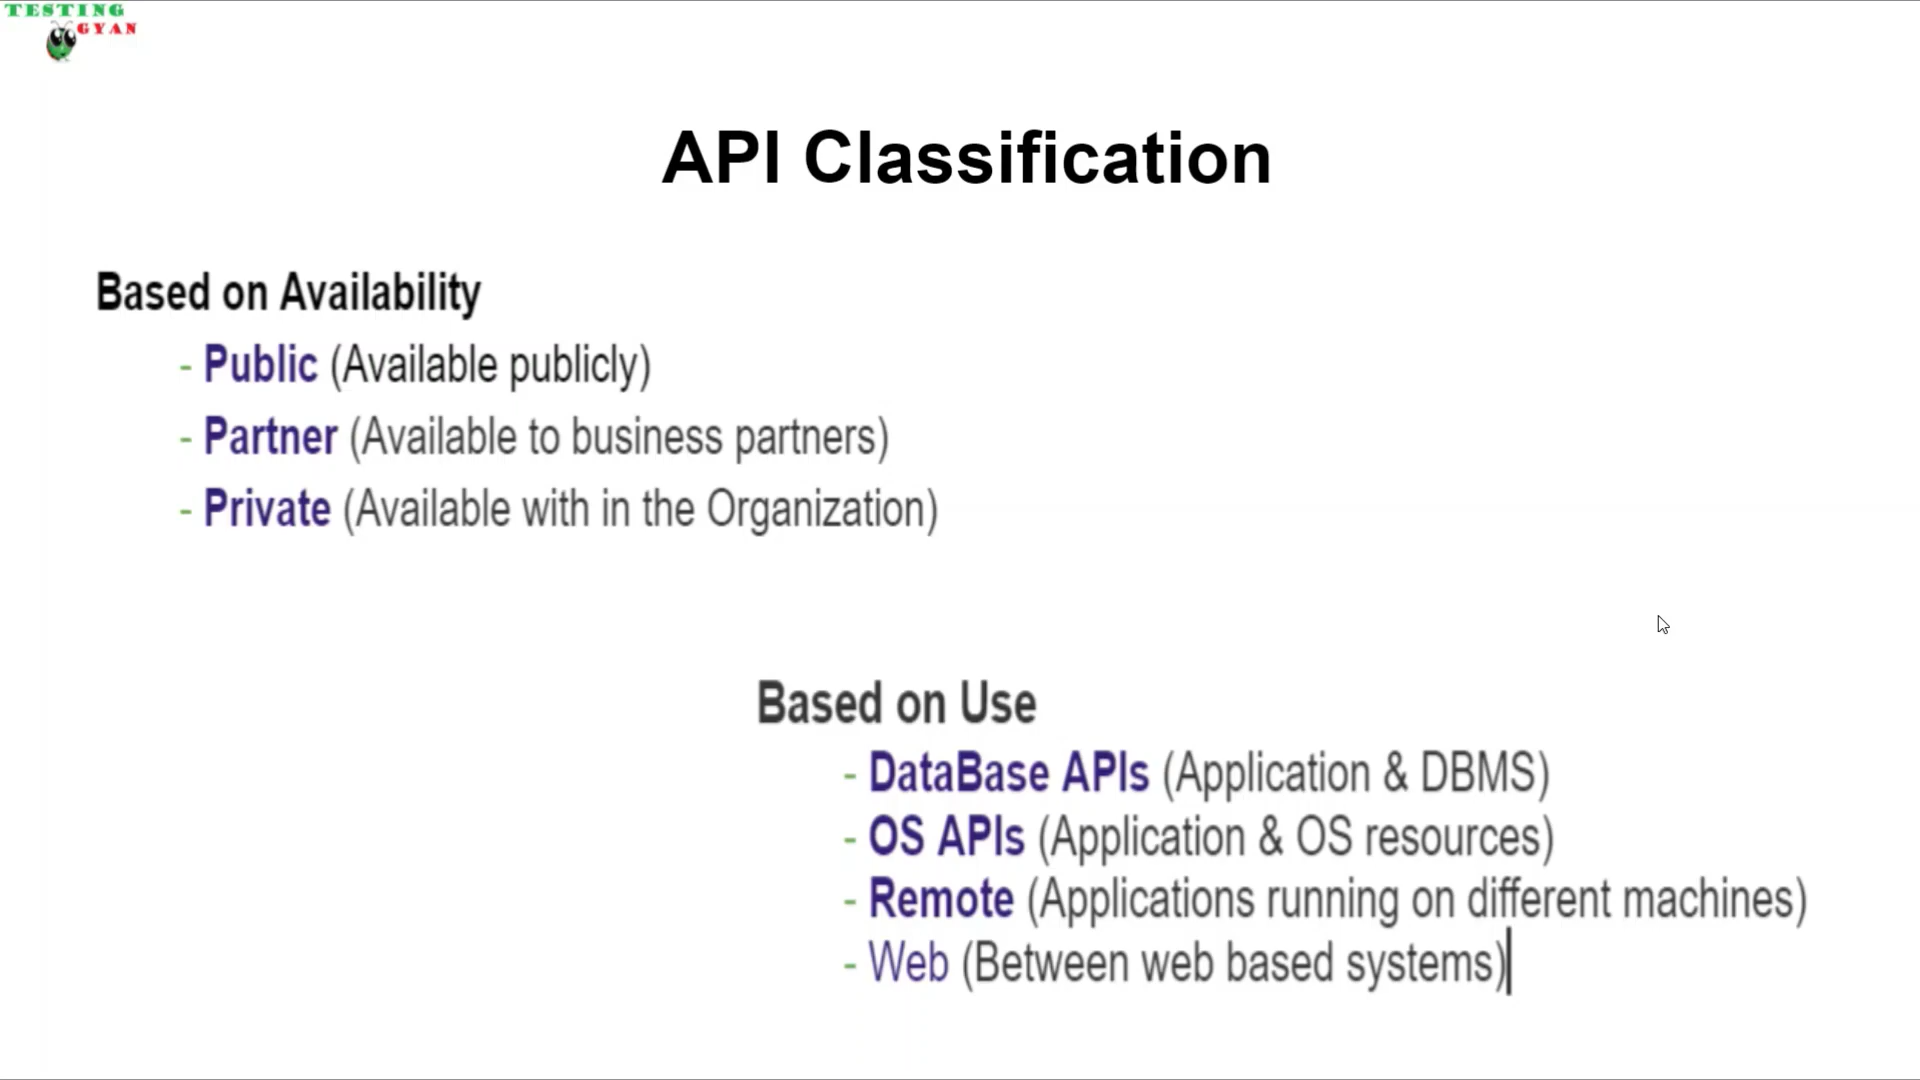 TESTING
GYAN
API Classification
Based on Availability
- Public (Available publicly)
- Partner (Available to business partners)
- Private (Available with in the Organization)
Based on Use
- DataBase APIs (Application & DBMS)
- OS APIs (Application & OS resources)
- Remote (Applications running on different machines)
- Web (Between web based systems)